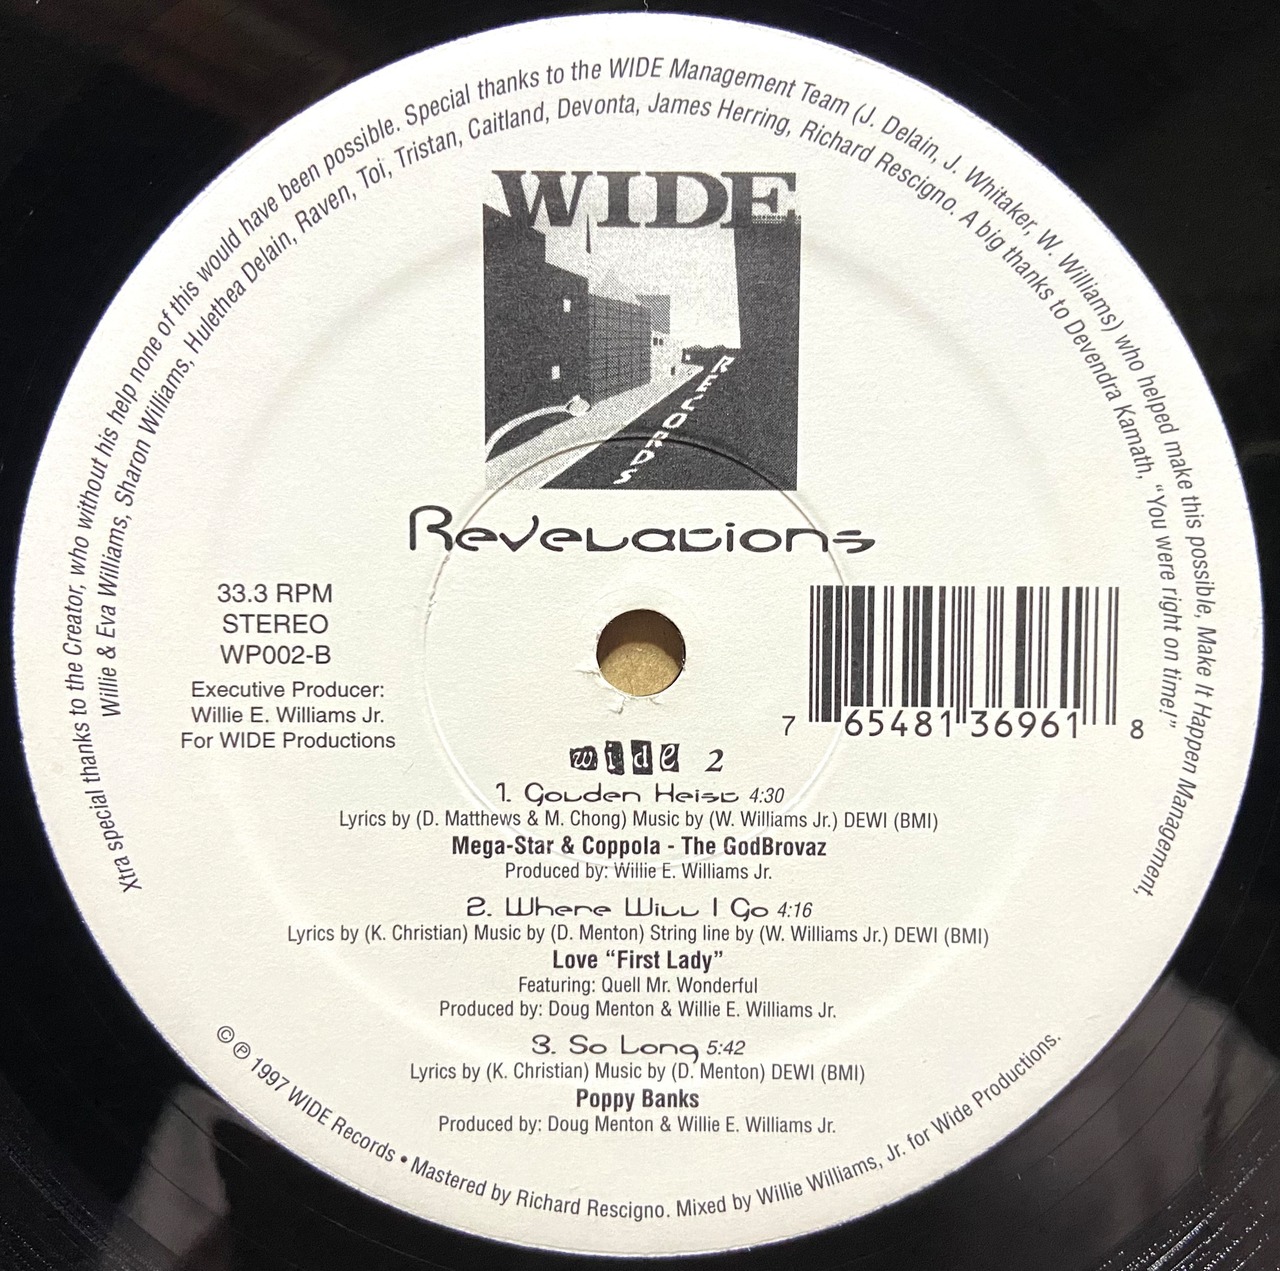 Xtra special thanks to the Creator, who without his help none of this would have been possible. Special thanks to the WIDE Management Team (J. Delain, J. Whitaker, W. Williams) who helped make this possible, Make It Happen Management,
Willie & Eva Williams, Sharon Williams, Hulethea Delain, Raven, Toi, Tristan, Caitland, Devonta, James Herring, Richard Rescigno. A big thanks to Devendra Kamath, “You were right on time!”
WIDE
RECORDS
Revelations
33.3 RPM
STEREO
WP002-B
Executive Producer:
Willie E. Williams Jr.
For WIDE Productions
7 65481 36961 8
wide 2
1. Golden Heist 4:30
Lyrics by (D. Matthews & M. Chong) Music by (W. Williams Jr.) DEWI (BMI)
Mega-Star & Coppola - The GodBrovaz
Produced by: Willie E. Williams Jr.
2. Where Will I Go 4:16
Lyrics by (K. Christian) Music by (D. Menton) String line by (W. Williams Jr.) DEWI (BMI)
Love “First Lady”
Featuring: Quell Mr. Wonderful
Produced by: Doug Menton & Willie E. Williams Jr.
3. So Long 5:42
Lyrics by (K. Christian) Music by (D. Menton) DEWI (BMI)
Poppy Banks
Produced by: Doug Menton & Willie E. Williams Jr.
© ℗ 1997 WIDE Records • Mastered by Richard Rescigno. Mixed by Willie Williams, Jr. for Wide Productions.